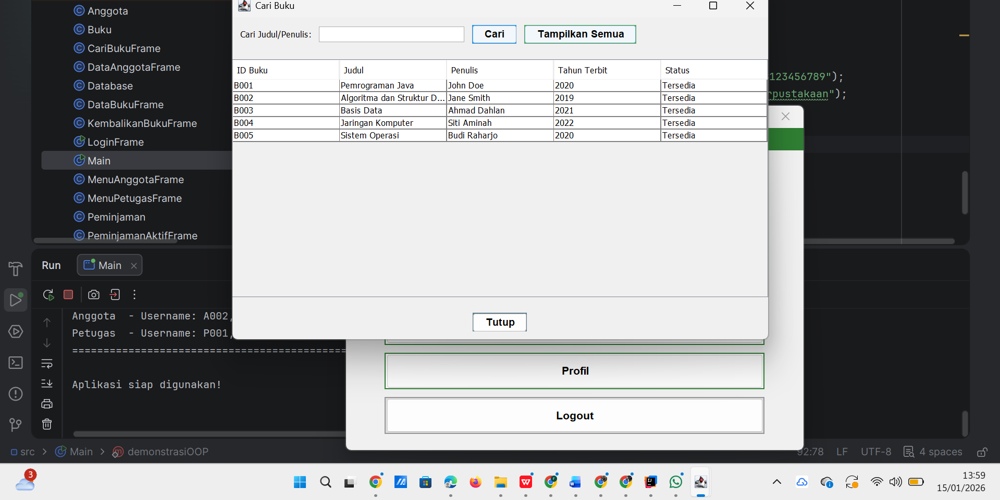 Anggota
Buku
CariBukuFrame
DataAnggotaFrame
Database
DataBukuFrame
KembalikanBukuFrame
LoginFrame
Main
MenuAnggotaFrame
MenuPetugasFrame
Peminjaman
PeminjamanAktifFrame
Cari Buku
Cari Judul/Penulis:
Cari
Tampilkan Semua
ID Buku Judul Penulis Tahun Terbit Status
B001 Pemrograman Java John Doe 2020 Tersedia
B002 Algoritma dan Struktur D... Jane Smith 2019 Tersedia
B003 Basis Data Ahmad Dahlan 2021 Tersedia
B004 Jaringan Komputer Siti Aminah 2022 Tersedia
B005 Sistem Operasi Budi Raharjo 2020 Tersedia
Tutup
123456789");
rpustakaan");
Run Main
Anggota - Username: A002,
Petugas - Username: P001,
============================================
Aplikasi siap digunakan!
Profil
Logout
src > Main > demonstrasiOOP
92:78 LF UTF-8 4 spaces
3
13:59
15/01/2026